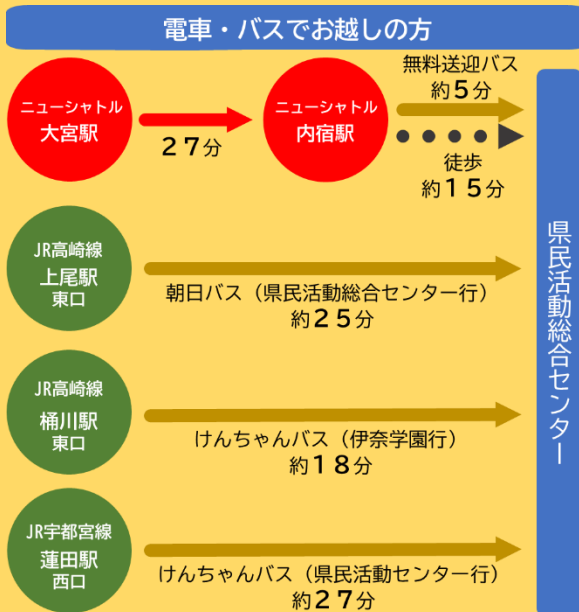 電車・バスでお越しの方
ニューシャトル
大宮駅
27分
ニューシャトル
内宿駅
無料送迎バス
約5分
徒歩
約15分
JR高崎線
上尾駅
東口
朝日バス（県民活動総合センター行）
約25分
JR高崎線
桶川駅
東口
けんちゃんバス（伊奈学園行）
約18分
JR宇都宮線
蓮田駅
西口
けんちゃんバス（県民活動センター行）
約27分
県民活動総合センター